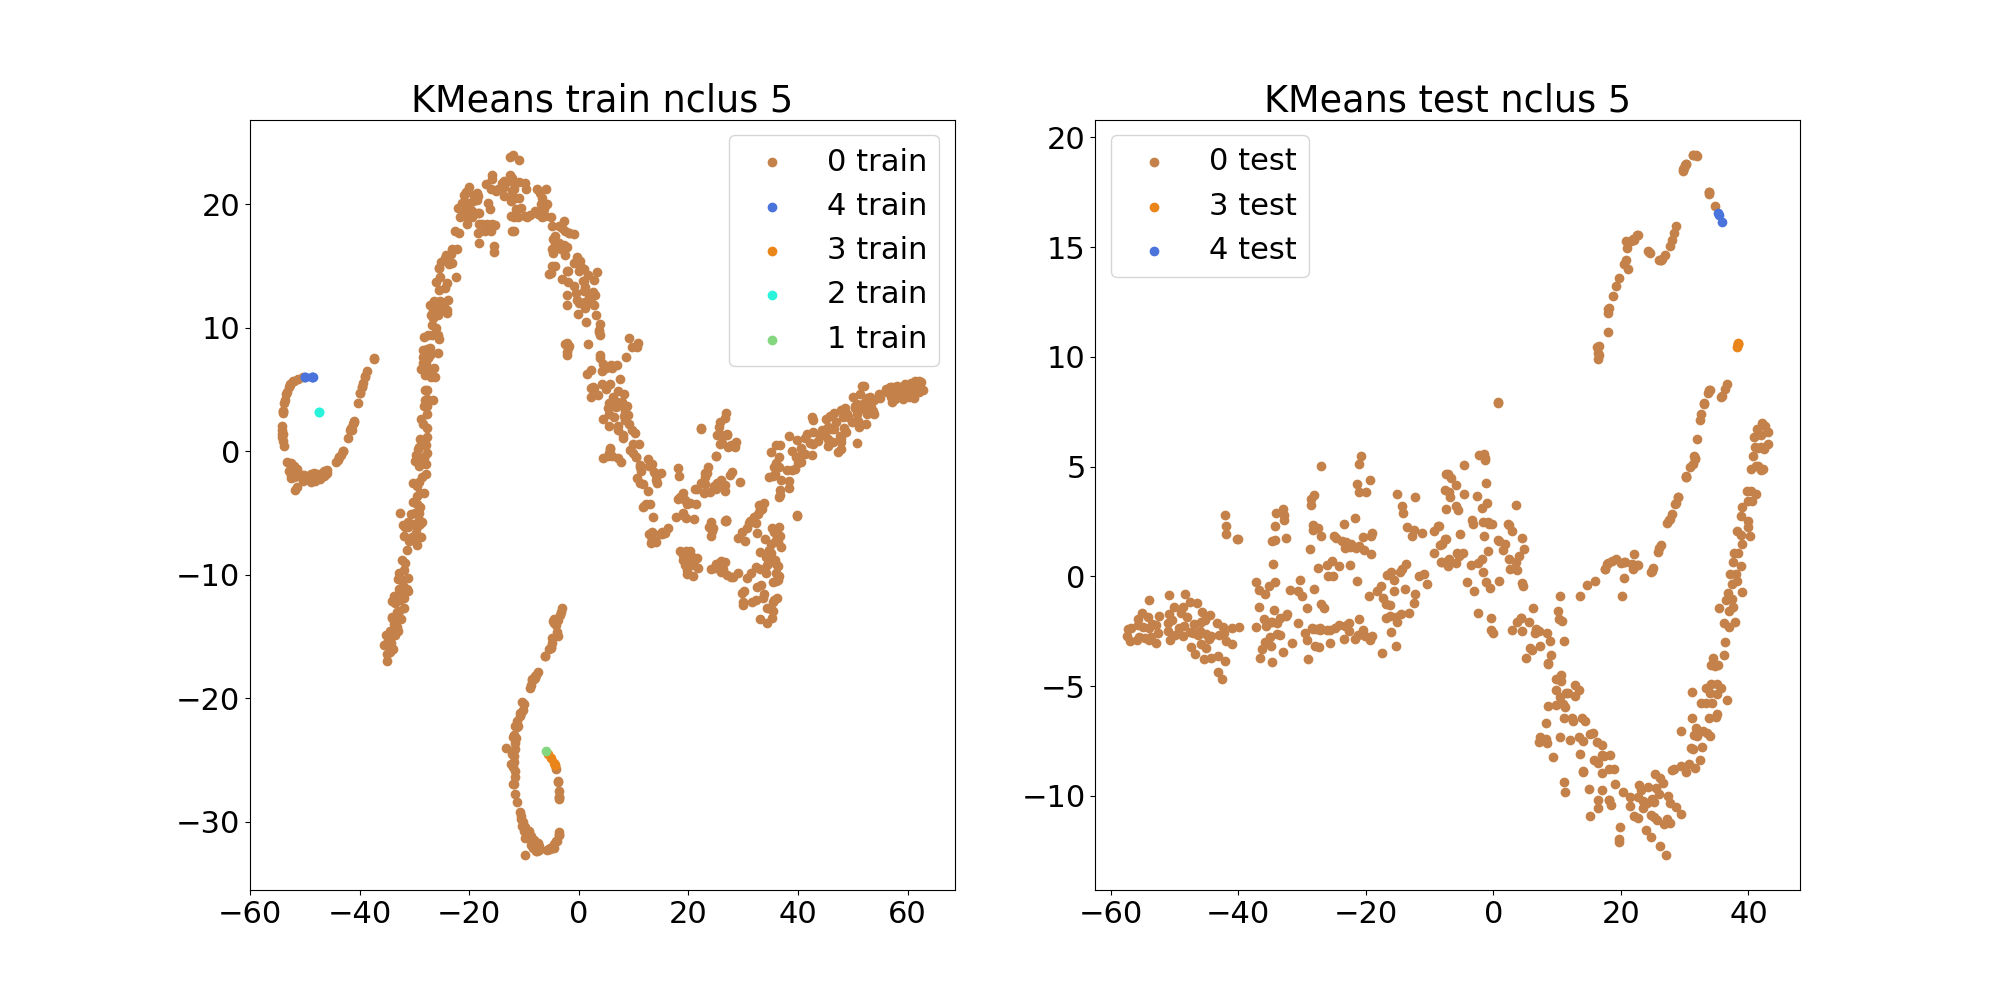 KMeans train nclus 5
0 train
4 train
3 train
2 train
1 train
20
10
0
−10
−20
−30
−60 −40 −20 0 20 40 60
KMeans test nclus 5
0 test
3 test
4 test
20
15
10
5
0
−5
−10
−60 −40 −20 0 20 40